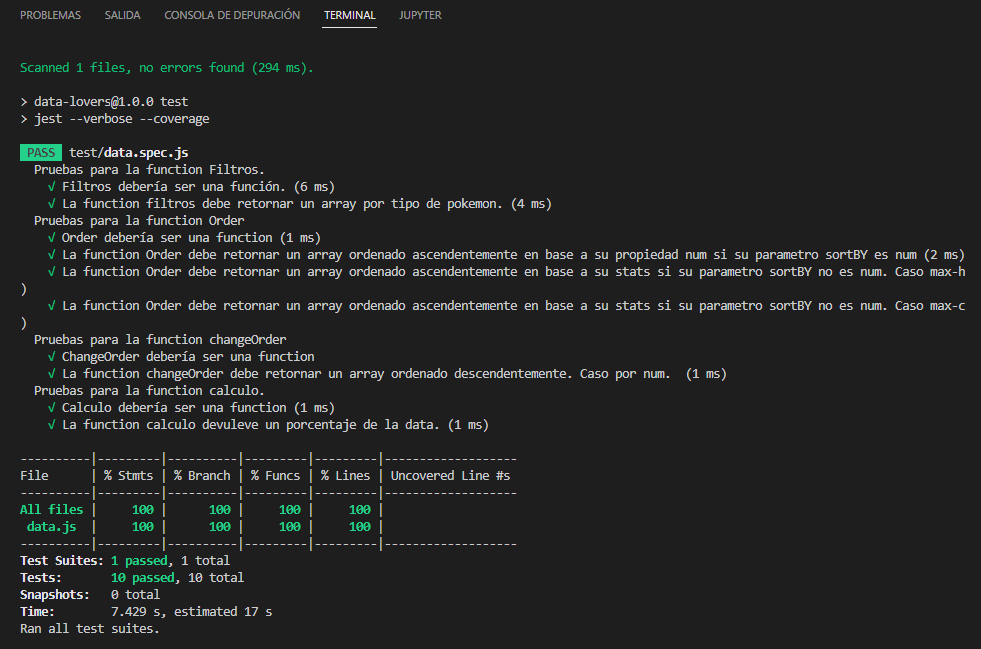 PROBLEMAS SALIDA CONSOLA DE DEPURACIÓN TERMINAL JUPYTER
Scanned 1 files, no errors found (294 ms).
> data-lovers@1.0.0 test
> jest --verbose --coverage
PASS test/data.spec.js
Pruebas para la function Filtros.
√ Filtros debería ser una función. (6 ms)
√ La function filtros debe retornar un array por tipo de pokemon. (4 ms)
Pruebas para la function Order
√ Order debería ser una function (1 ms)
√ La function Order debe retornar un array ordenado ascendentemente en base a su propiedad num si su parametro sortBY es num (2 ms)
√ La function Order debe retornar un array ordenado ascendentemente en base a su stats si su parametro sortBY no es num. Caso max-h
)
√ La function Order debe retornar un array ordenado ascendentemente en base a su stats si su parametro sortBY no es num. Caso max-c
)
Pruebas para la function changeOrder
√ ChangeOrder debería ser una function
√ La function changeOrder debe retornar un array ordenado descendentemente. Caso por num.  (1 ms)
Pruebas para la function calculo.
√ Calculo debería ser una function (1 ms)
√ La function calculo devuleve un porcentaje de la data. (1 ms)
----------|---------|----------|---------|---------|-------------------
File      | % Stmts | % Branch | % Funcs | % Lines | Uncovered Line #s
----------|---------|----------|---------|---------|-------------------
All files |     100 |      100 |     100 |     100 |
 data.js  |     100 |      100 |     100 |     100 |
----------|---------|----------|---------|---------|-------------------
Test Suites: 1 passed, 1 total
Tests:       10 passed, 10 total
Snapshots:   0 total
Time:        7.429 s, estimated 17 s
Ran all test suites.